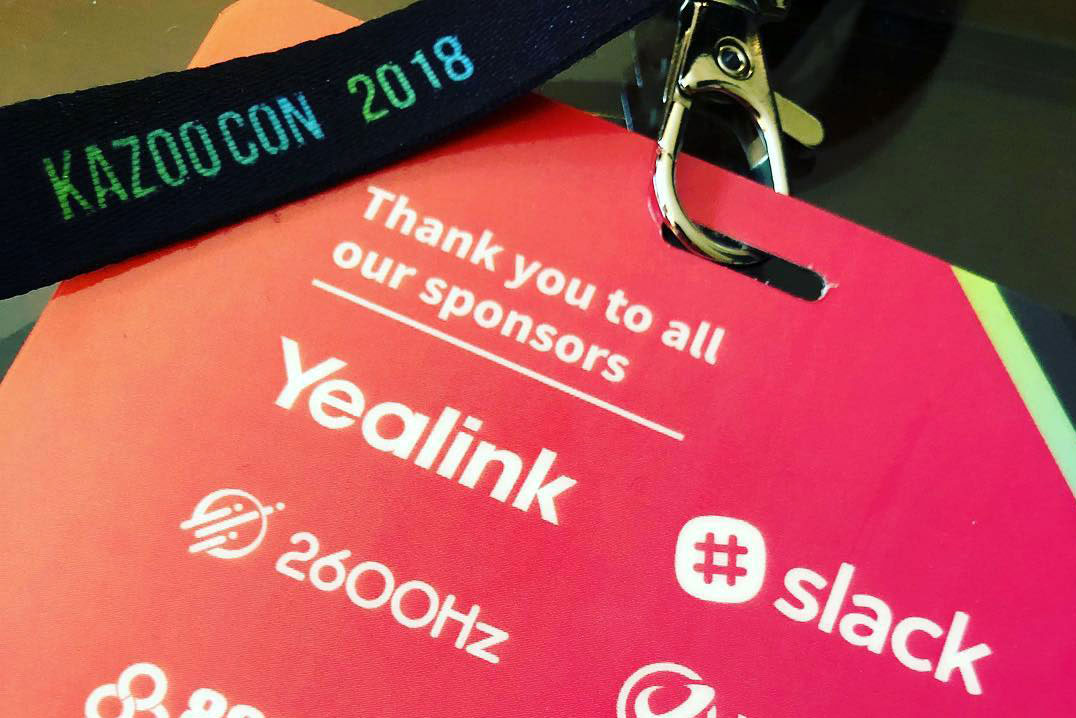 KAZOOCON 2018
Thank you to all
our sponsors
Yealink
2600Hz
slack